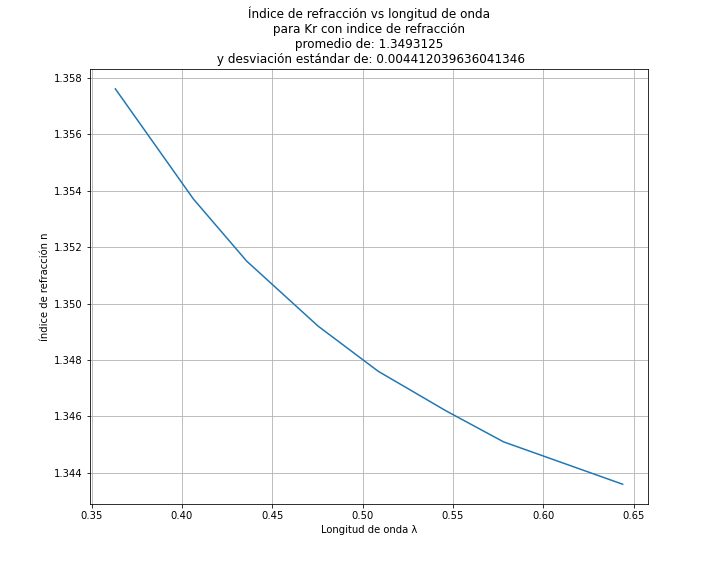 Índice de refracción vs longitud de onda
para Kr con indice de refracción
promedio de: 1.3493125
y desviación estándar de: 0.004412039636041346
1.358
1.356
1.354
1.352
1.350
1.348
1.346
1.344
Índice de refracción n
0.35 0.40 0.45 0.50 0.55 0.60 0.65
Longitud de onda λ